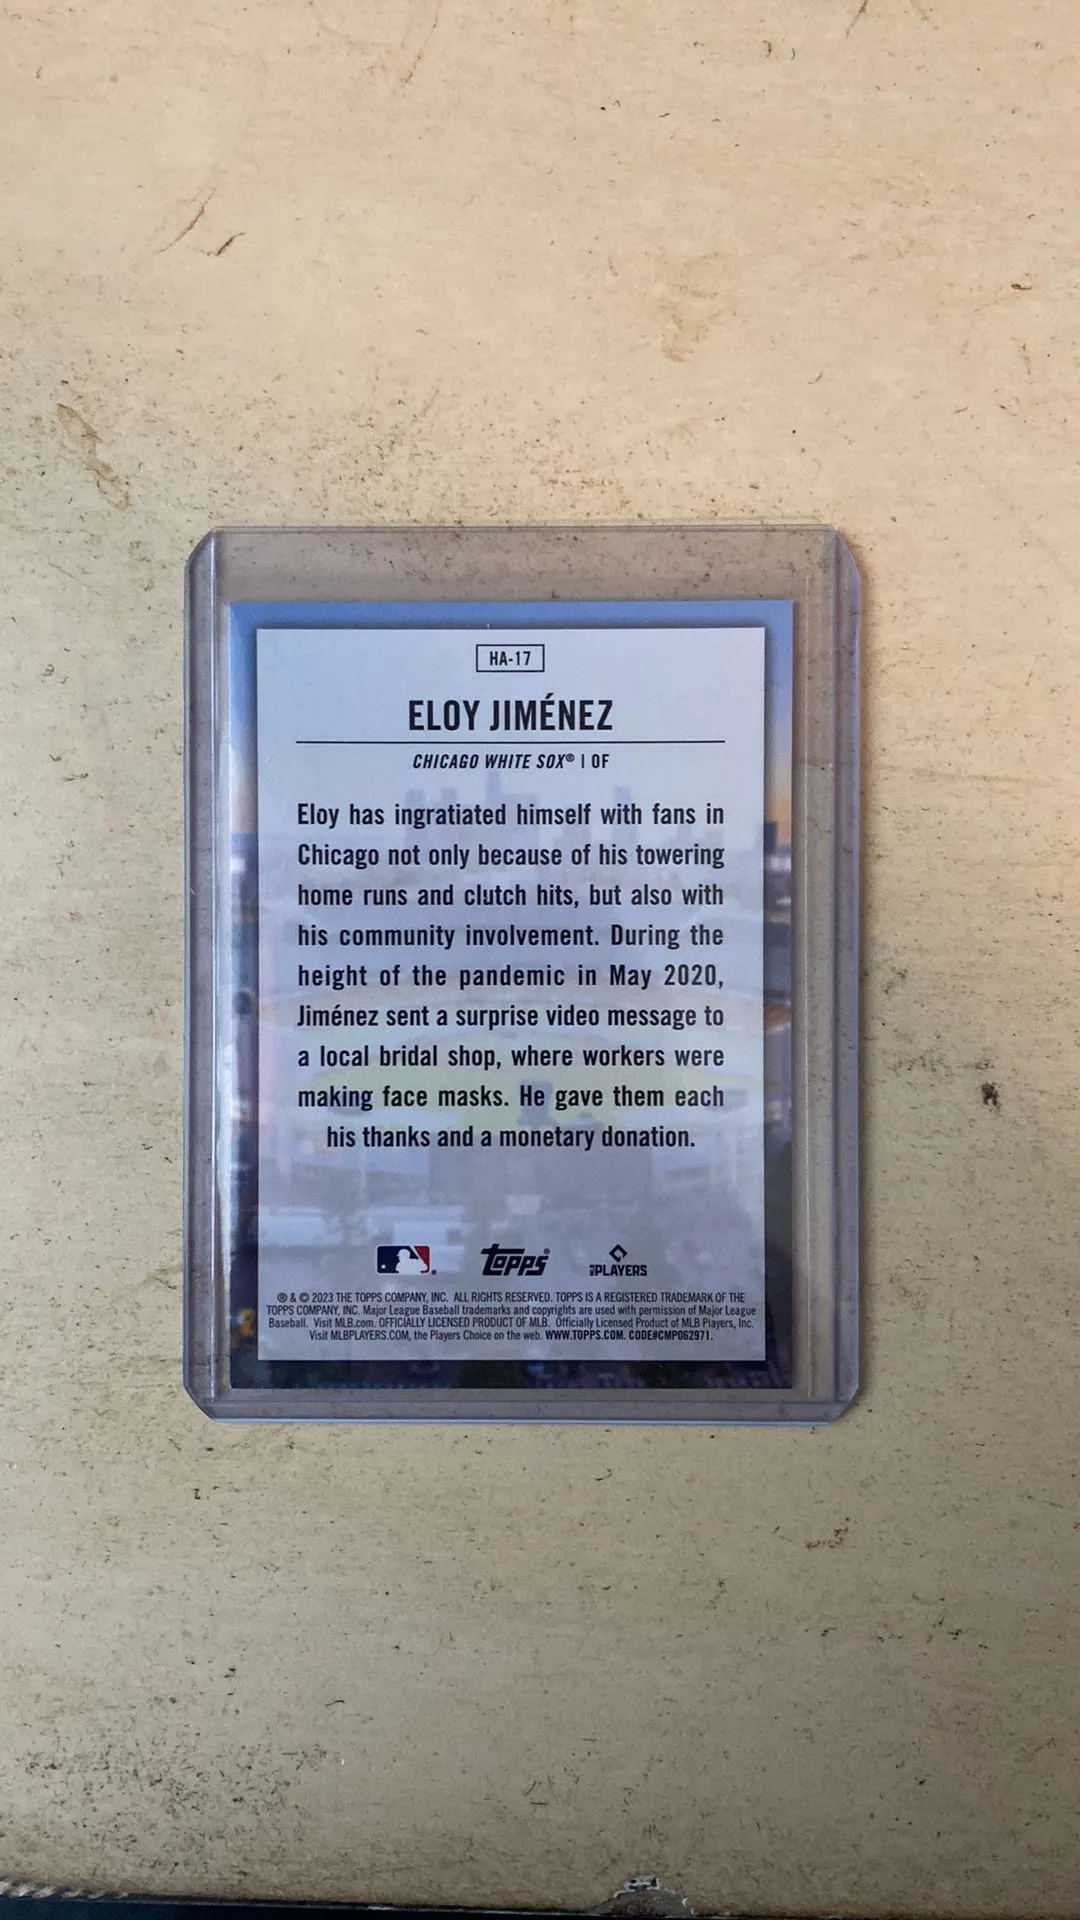 HA-17
ELOY JIMÉNEZ
CHICAGO WHITE SOX® | OF
Eloy has ingratiated himself with fans in
Chicago not only because of his towering
home runs and clutch hits, but also with
his community involvement. During the
height of the pandemic in May 2020,
Jiménez sent a surprise video message to
a local bridal shop, where workers were
making face masks. He gave them each
his thanks and a monetary donation.
Topps® PLAYERS
® & © 2023 THE TOPPS COMPANY, INC. ALL RIGHTS RESERVED. TOPPS IS A REGISTERED TRADEMARK OF THE
TOPPS COMPANY, INC. Major League Baseball trademarks and copyrights are used with permission of Major League
Baseball. Visit MLB.com. OFFICIALLY LICENSED PRODUCT OF MLB. Officially Licensed Product of MLB Players, Inc.
Visit MLBPLAYERS.COM, the Players Choice on the web. WWW.TOPPS.COM. CODE#CMP062971.